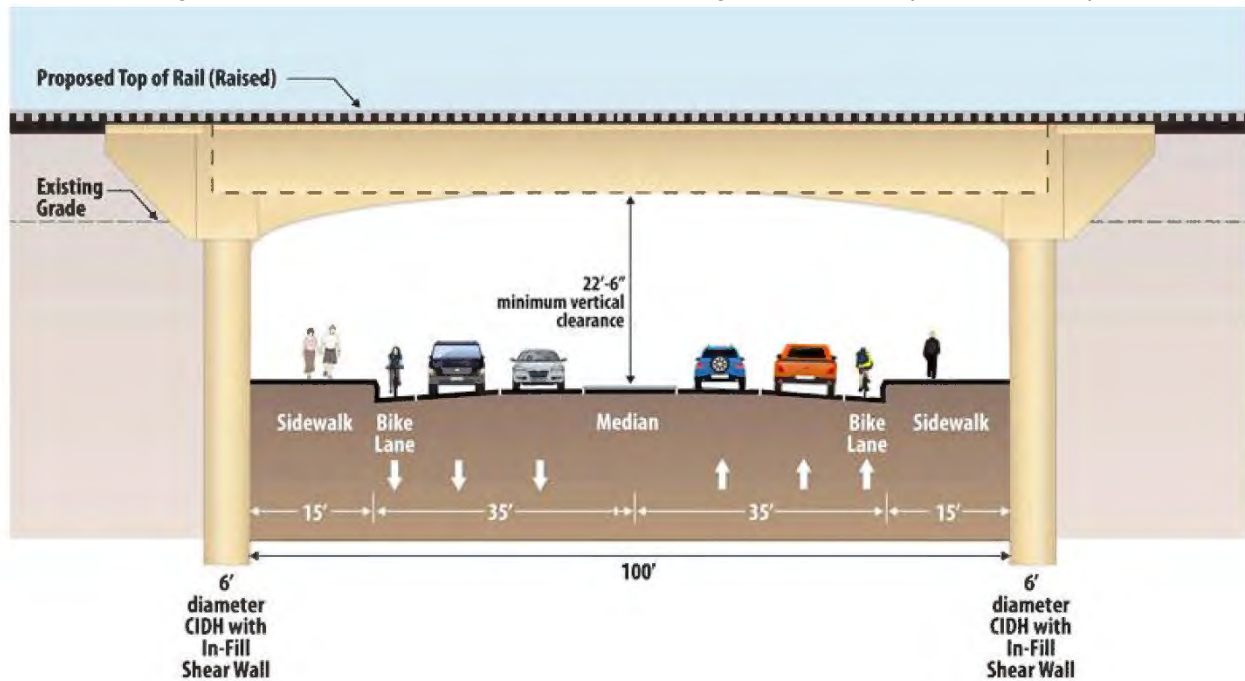 Proposed Top of Rail (Raised)
Existing
Grade
22'-6"
minimum vertical
clearance
Sidewalk
Bike
Lane
Median
Bike
Lane
Sidewalk
15'
35'
35'
15'
100'
6'
diameter
CIDH with
In-Fill
Shear Wall
6'
diameter
CIDH with
In-Fill
Shear Wall